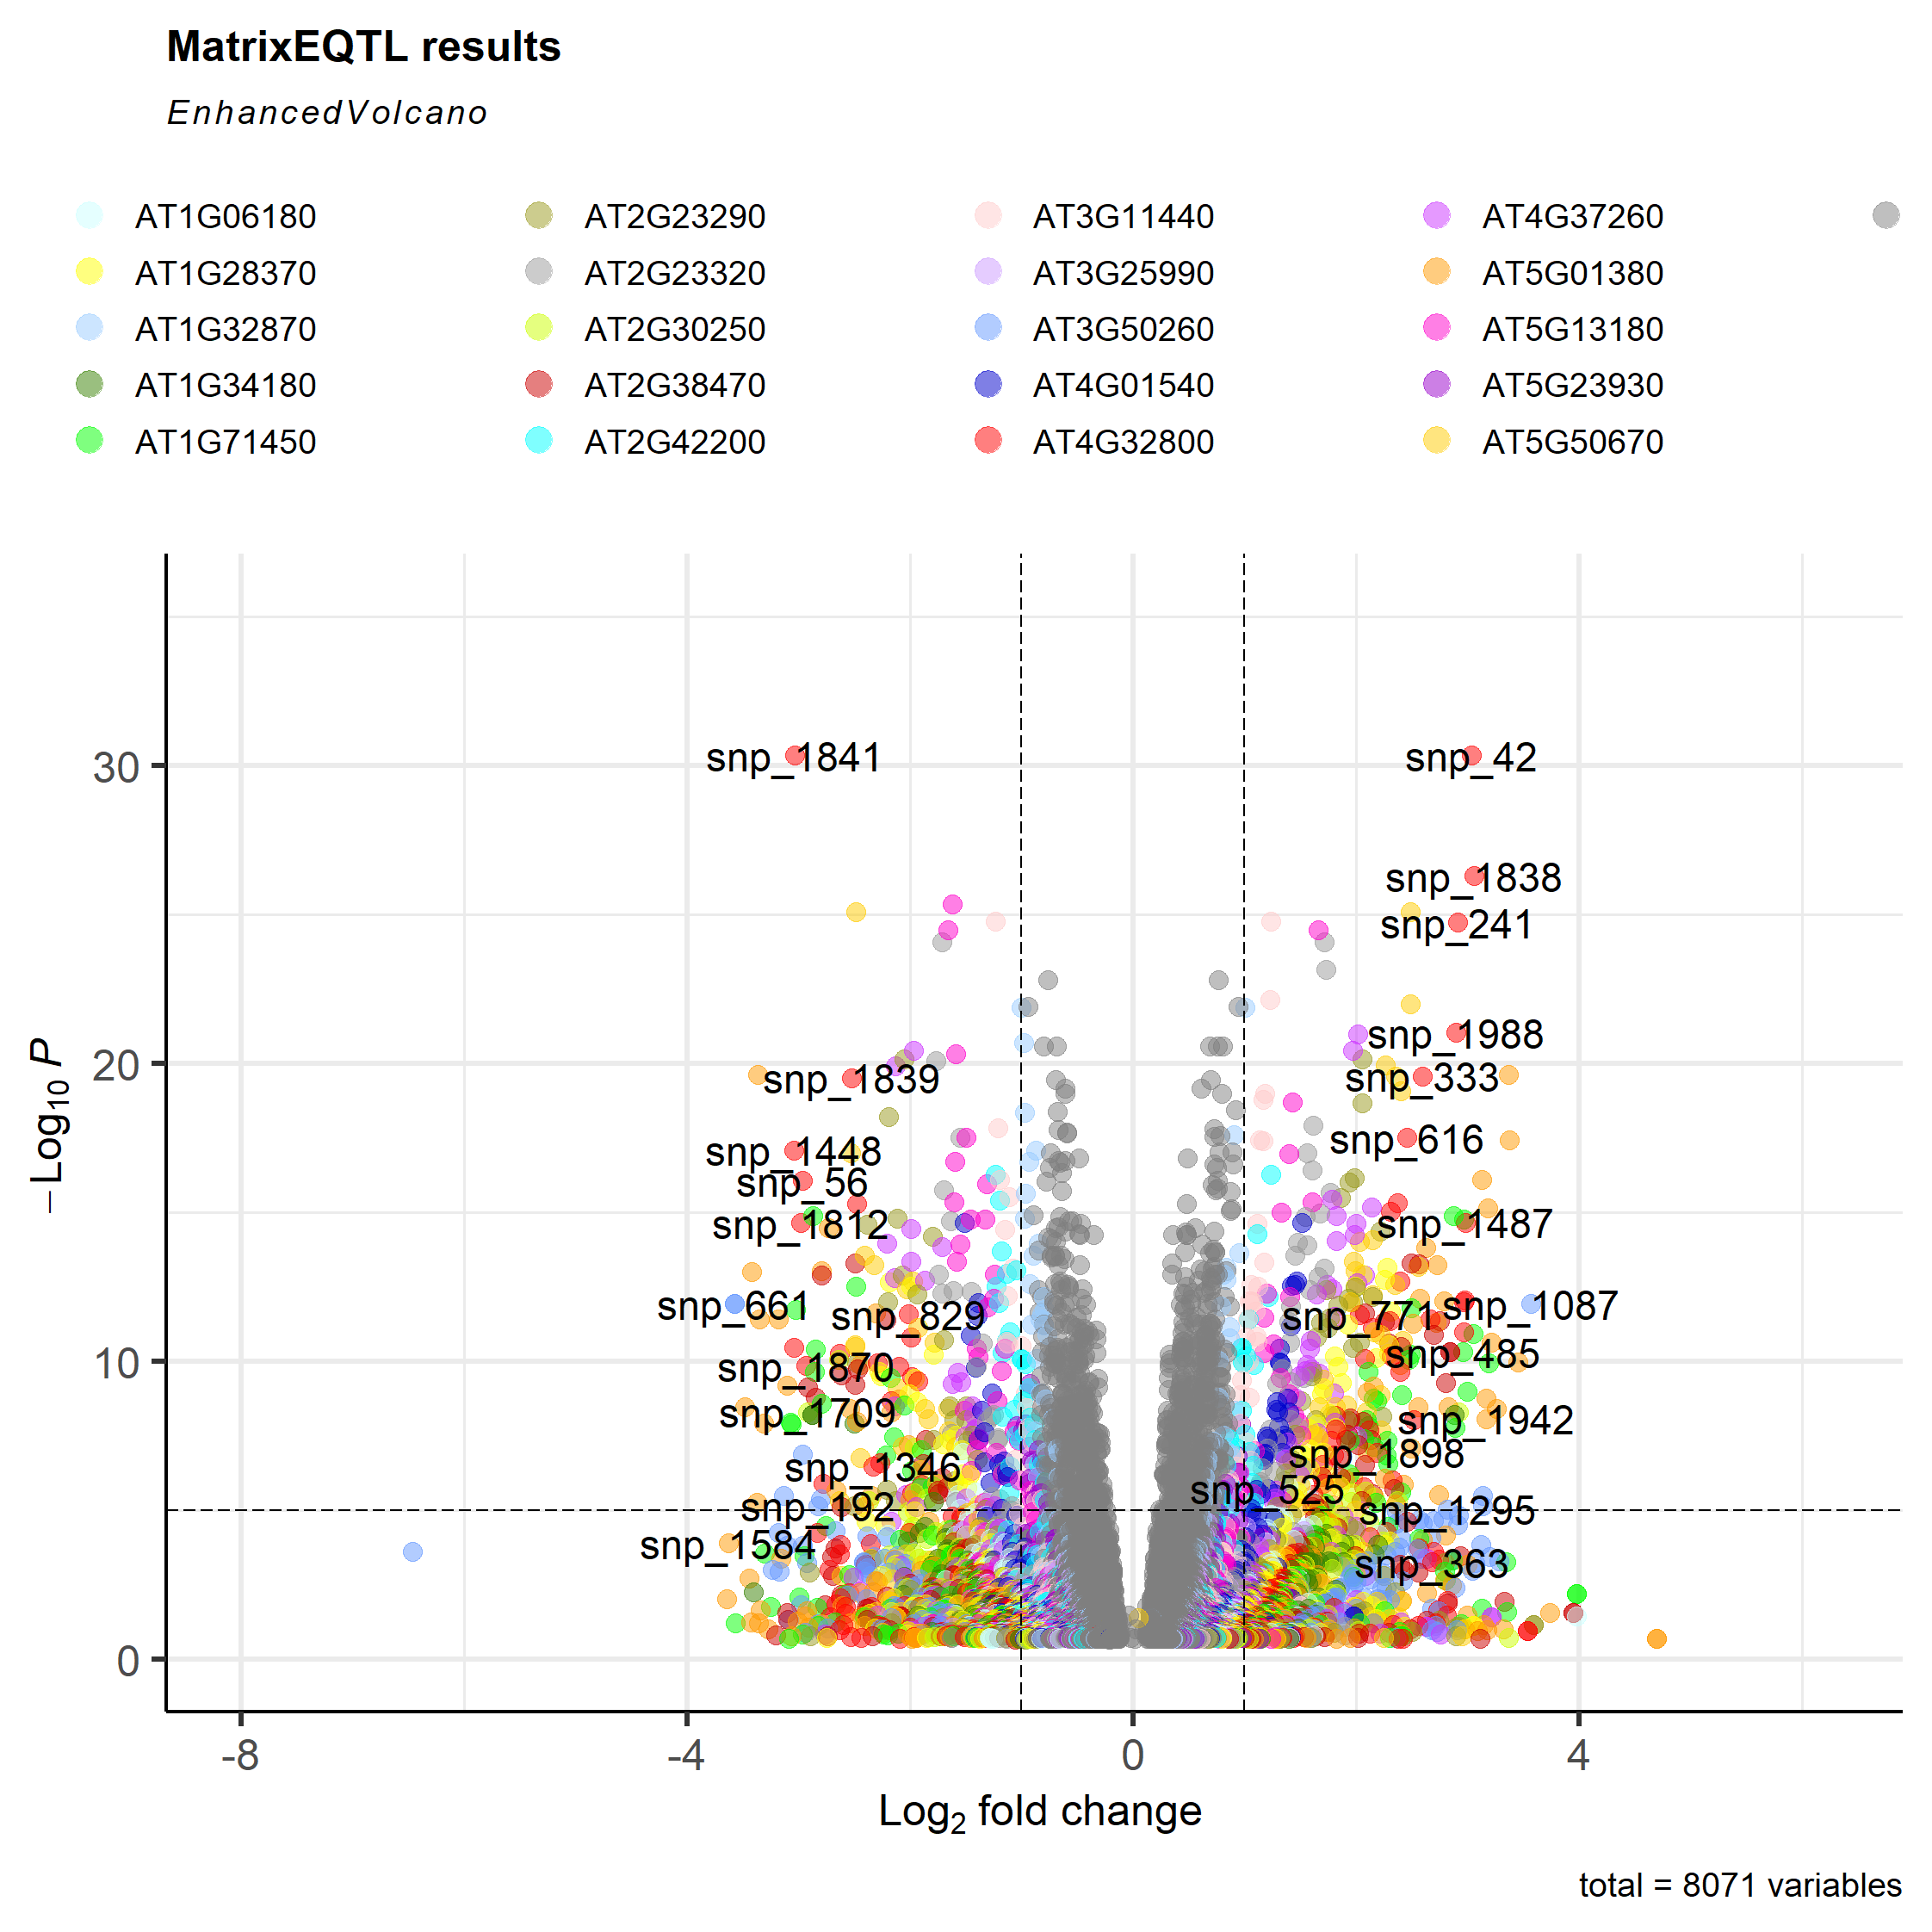 MatrixEQTL results
EnhancedVolcano
AT1G06180 AT2G23290 AT3G11440 AT4G37260
AT1G28370 AT2G23320 AT3G25990 AT5G01380
AT1G32870 AT2G30250 AT3G50260 AT5G13180
AT1G34180 AT2G38470 AT4G01540 AT5G23930
AT1G71450 AT2G42200 AT4G32800 AT5G50670
snp_1841 snp_42
30
snp_1838
snp_241
snp_1988
20
snp_1839 snp_333
snp_616
snp_1448
snp_56
snp_1812 snp_1487
snp_661 snp_1087
snp_829 snp_771
snp_485
10
snp_1870
snp_1709 snp_1942
snp_1898
snp_1346
snp_525
snp_192 snp_1295
snp_1584
snp_363
0
−Log10 P
-8 -4 0 4
Log2 fold change
total = 8071 variables